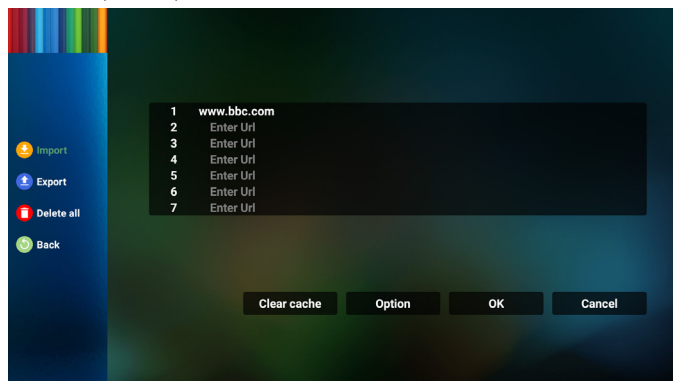 1 www.bbc.com
2 Enter Url
3 Enter Url
4 Enter Url
5 Enter Url
6 Enter Url
7 Enter Url
Import
Export
Delete all
Back
Clear cache Option OK Cancel